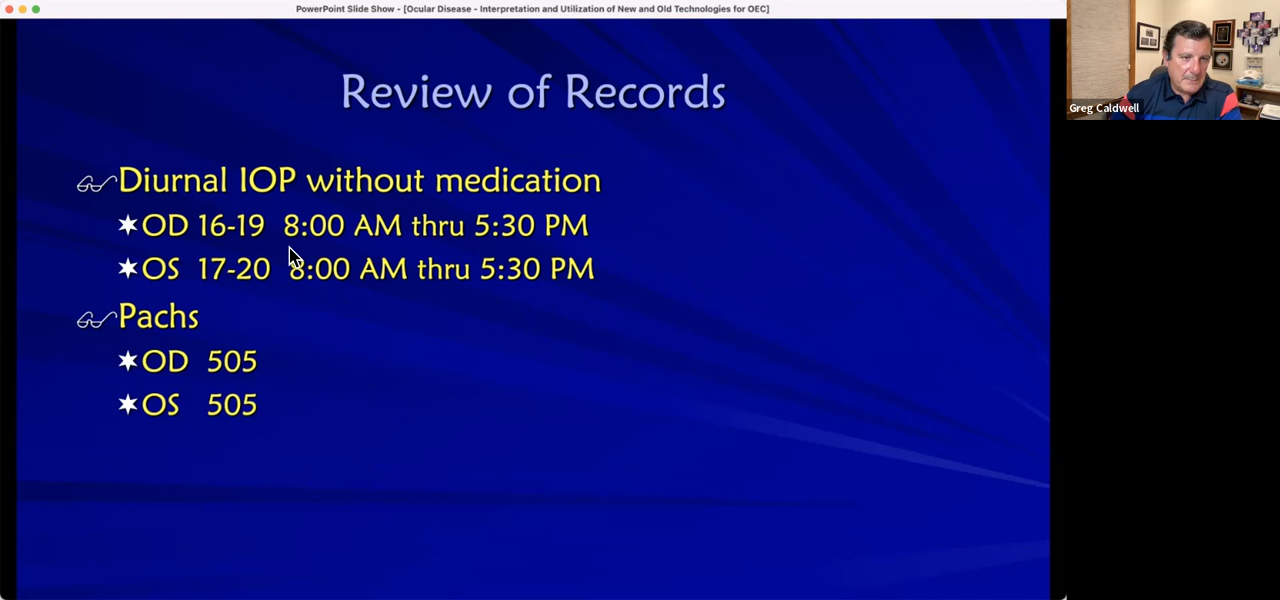 PowerPoint Slide Show - [Ocular Disease - Interpretation and Utilization of New and Old Technologies for OEC]
Review of Records
Diurnal IOP without medication
OD 16-19 8:00 AM thru 5:30 PM
OS 17-20 8:00 AM thru 5:30 PM
Pachs
OD 505
OS 505
Greg Caldwell